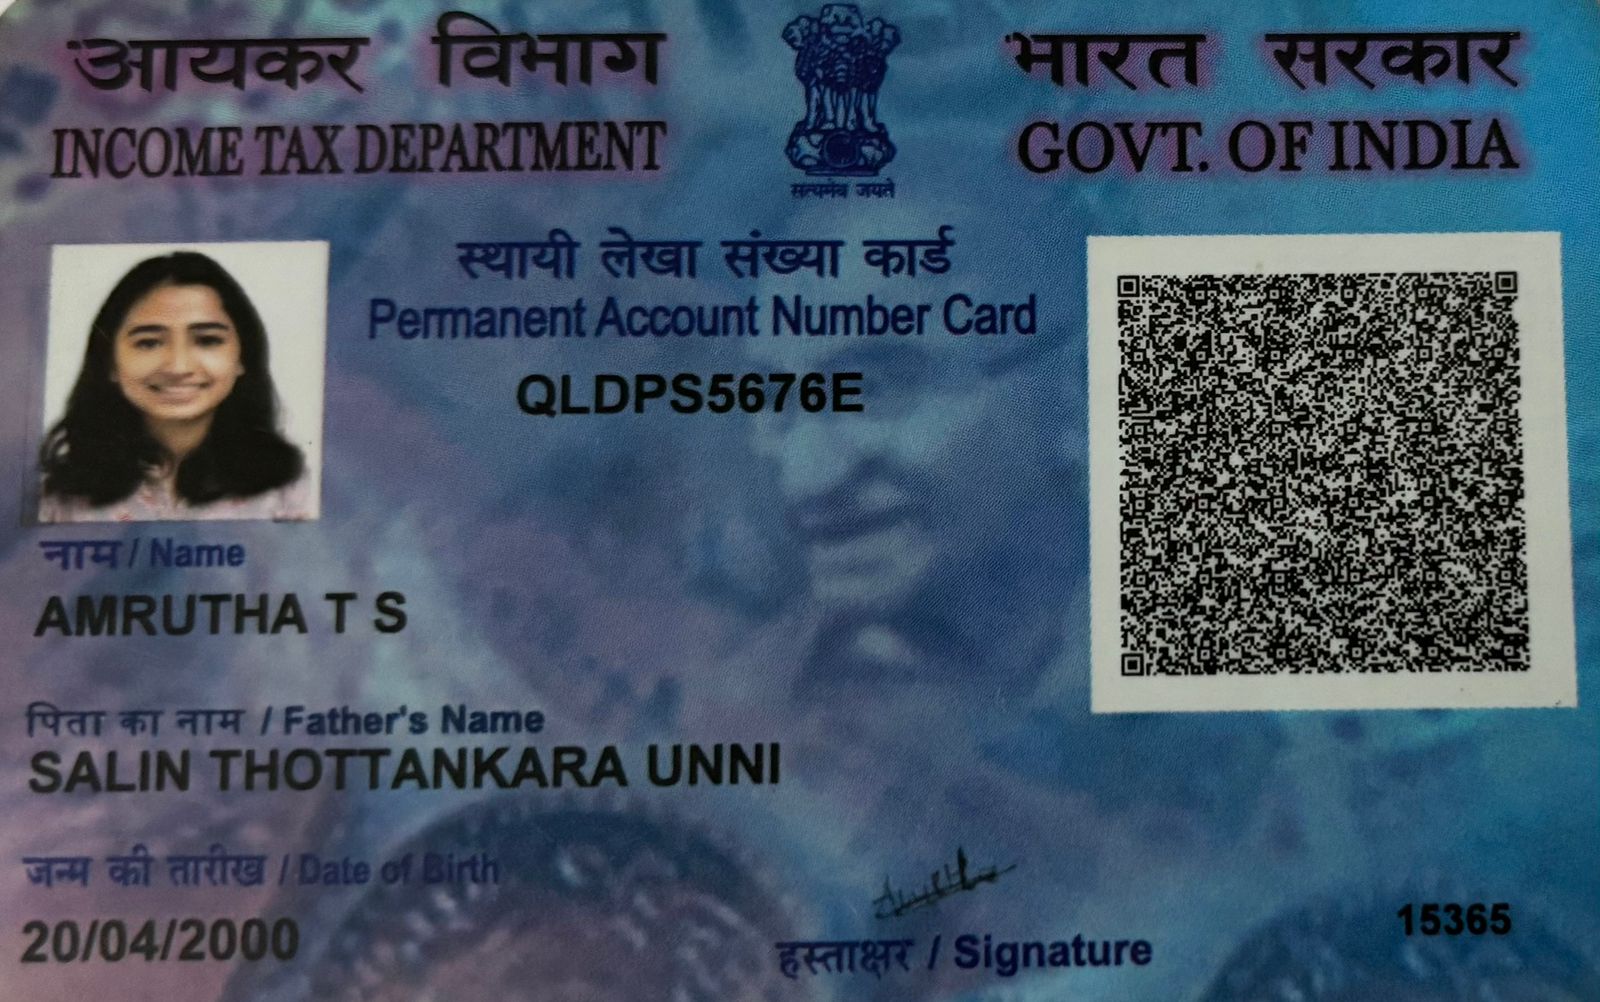 आयकर विभाग
INCOME TAX DEPARTMENT
सत्यमेव जयते
भारत सरकार
GOVT. OF INDIA
स्थायी लेखा संख्या कार्ड
Permanent Account Number Card
QLDPS5676E
नाम / Name
AMRUTHA T S
पिता का नाम / Father's Name
SALIN THOTTANKARA UNNI
जन्म की तारीख / Date of Birth
20/04/2000
हस्ताक्षर / Signature
15365